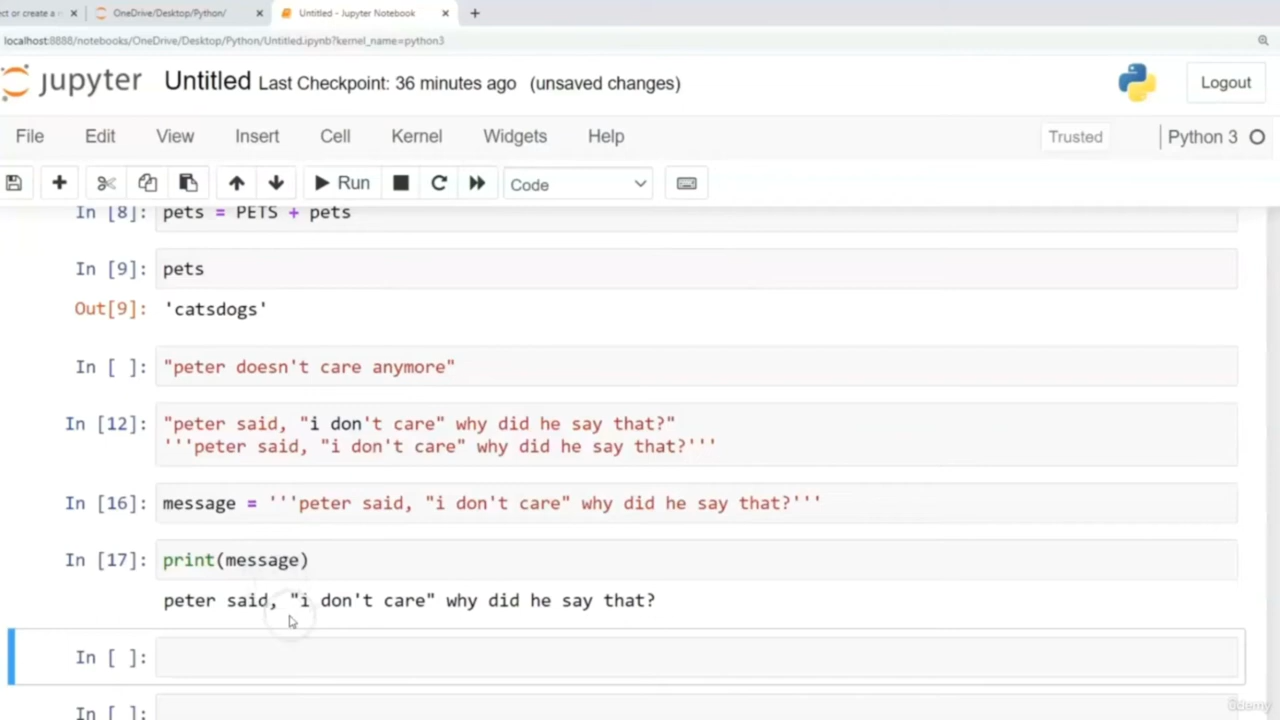 ect or create a
OneDrive/Desktop/Python/
Untitled - Jupyter Notebook
localhost:8888/notebooks/OneDrive/Desktop/Python/Untitled.ipynb?kernel_name=python3
jupyter Untitled Last Checkpoint: 36 minutes ago (unsaved changes)
Logout
File Edit View Insert Cell Kernel Widgets Help
Trusted
Python 3
Run
Code
In [8]: pets = PETS + pets
In [9]: pets
Out[9]: 'catsdogs'
In [ ]: "peter doesn't care anymore"
In [12]: "peter said, "i don't care" why did he say that?"
'''peter said, "i don't care" why did he say that?'''
In [16]: message = '''peter said, "i don't care" why did he say that?'''
In [17]: print(message)
peter said, "i don't care" why did he say that?
In [ ]:
In [ ]:
Udemy